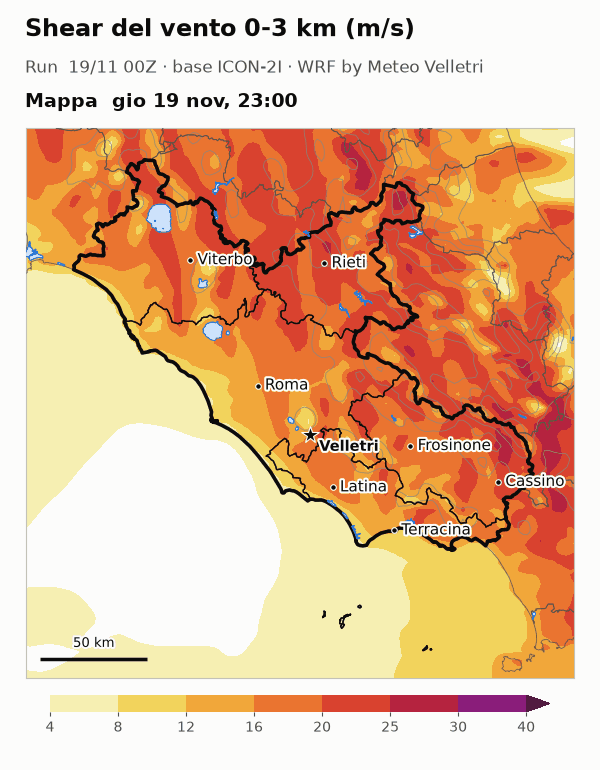 Shear del vento 0-3 km (m/s)
Run  19/11 00Z · base ICON-2I · WRF by Meteo Velletri
Mappa  gio 19 nov, 23:00
Viterbo
Rieti
Roma
Velletri
Frosinone
Cassino
Latina
Terracina
50 km
4 8 12 16 20 25 30 40